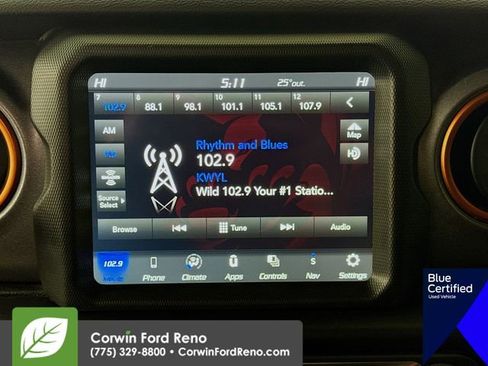 HI 5:11 25°out. HI
7 8 9 10 11 12
102.9 88.1 98.1 101.1 105.1 107.9
AM
Map
Rhythm and Blues
102.9
KWYL
Wild 102.9 Your #1 Statio...
HD
Source
Select
Browse Tune Audio
102.9 Phone Climate Apps Controls Nav Settings
S
Blue
Certified
Used Vehicle
Corwin Ford Reno
(775) 329-8800 • CorwinFordReno.com